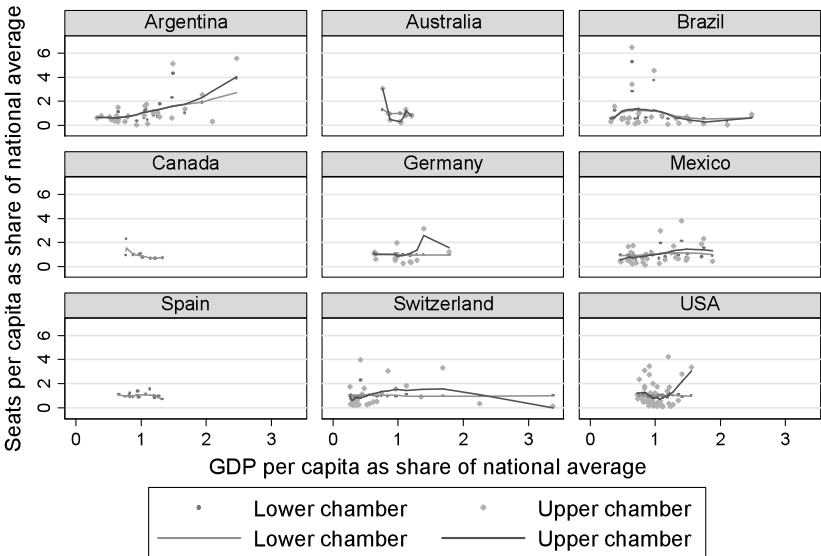 Seats per capita as share of national average
Argentina Australia Brazil
6
4
2
0
Canada Germany Mexico
6
4
2
0
Spain Switzerland USA
6
4
2
0
0 1 2 3 0 1 2 3 0 1 2 3
GDP per capita as share of national average
Lower chamber Upper chamber
Lower chamber Upper chamber